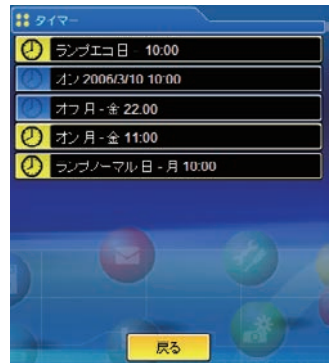 タイマー
ランプエコ 日 - 10:00
オン 2006/3/10 10:00
オフ 月 - 金 22:00
オン 月 - 金 11:00
ランプノーマル 日 - 月 10:00
戻る